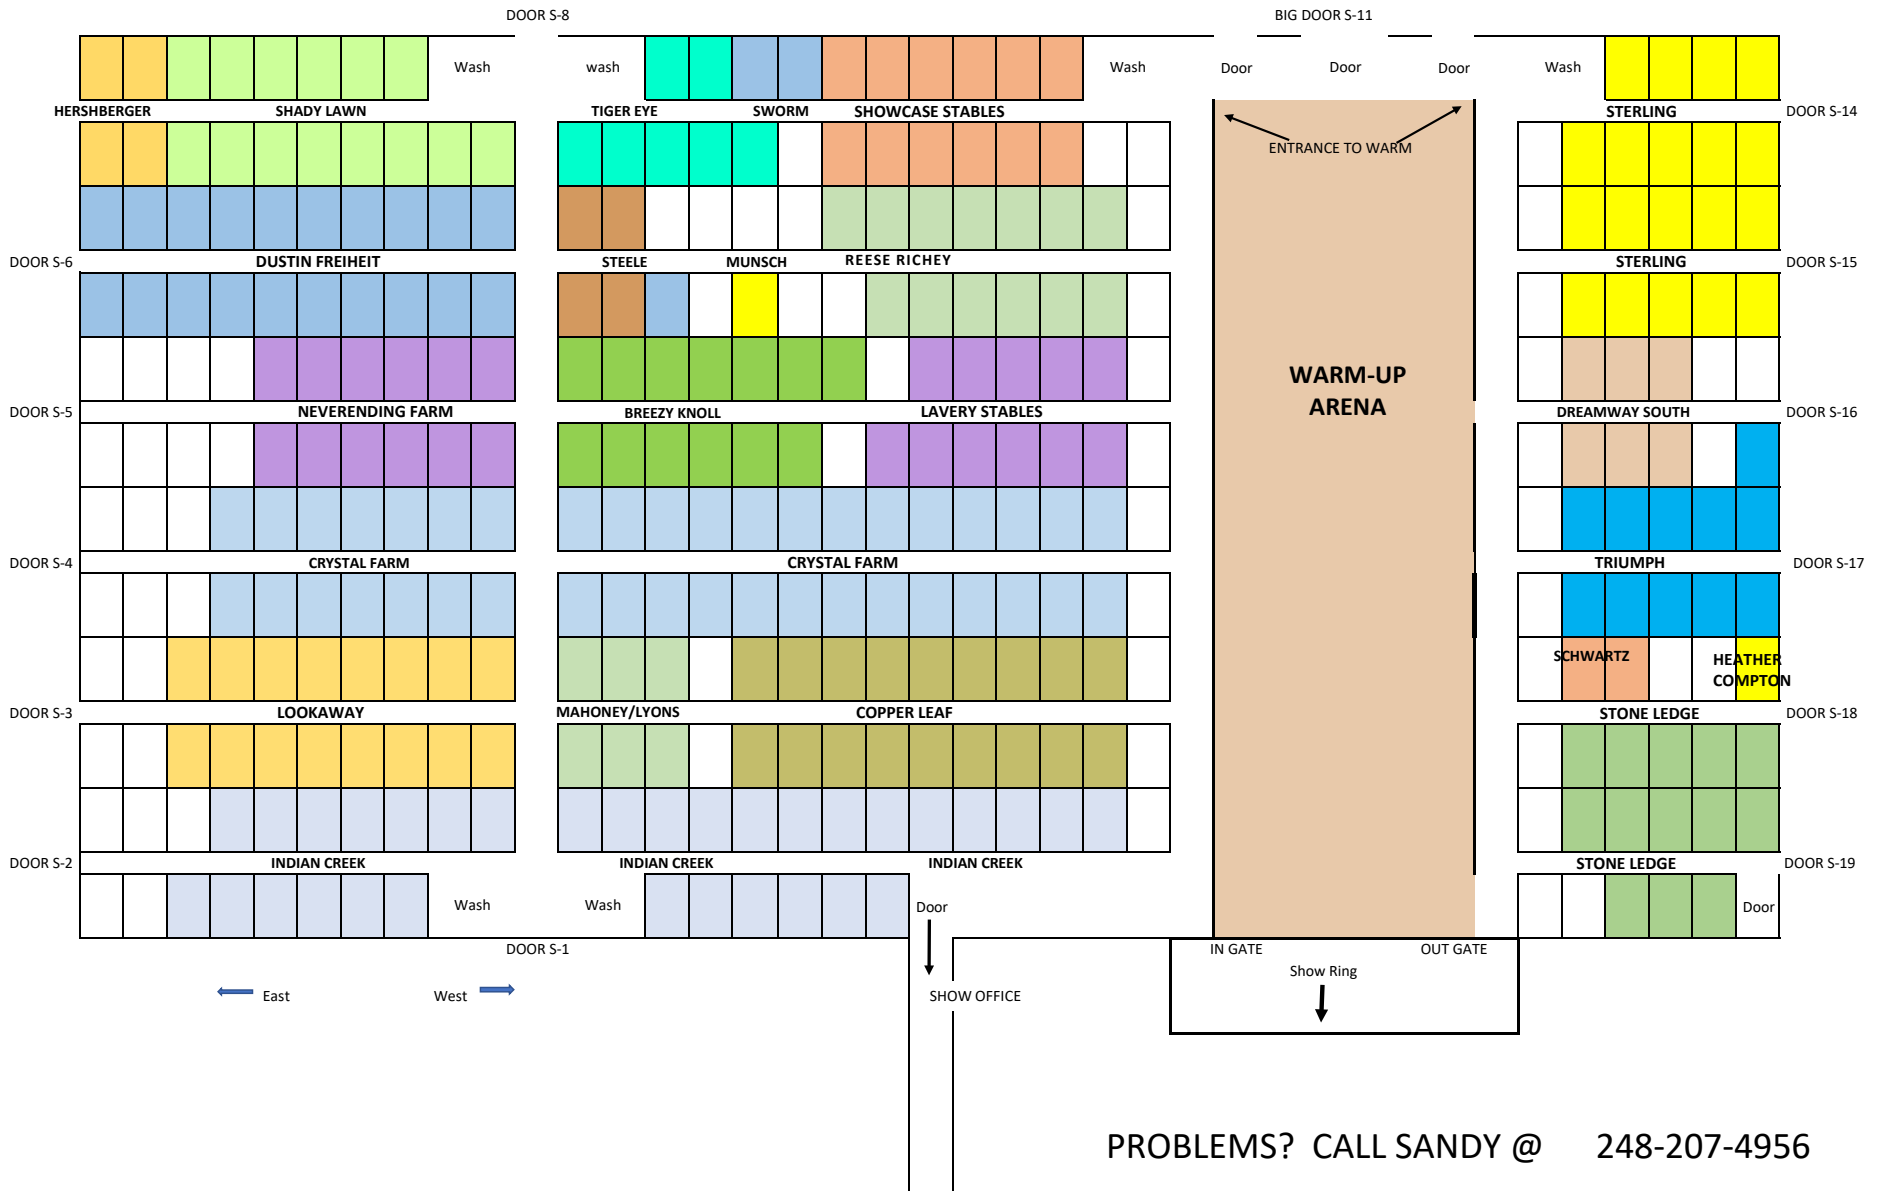 DOOR S-8
BIG DOOR S-11
Wash
wash
Wash
Door
Door
Door
Wash
HERSHBERGER
SHADY LAWN
TIGER EYE
SWORM
SHOWCASE STABLES
STERLING
DOOR S-14
ENTRANCE TO WARM
DOOR S-6
DUSTIN FREIHEIT
STEELE
MUNSCH
REESE RICHEY
STERLING
DOOR S-15
WARM-UP
ARENA
DOOR S-5
NEVERENDING FARM
BREEZY KNOLL
LAVERY STABLES
DREAMWAY SOUTH
DOOR S-16
DOOR S-4
CRYSTAL FARM
CRYSTAL FARM
TRIUMPH
DOOR S-17
SCHWARTZ
HEATHER
COMPTON
DOOR S-3
LOOKAWAY
MAHONEY/LYONS
COPPER LEAF
STONE LEDGE
DOOR S-18
DOOR S-2
INDIAN CREEK
INDIAN CREEK
INDIAN CREEK
STONE LEDGE
DOOR S-19
Wash
Wash
Door
Door
DOOR S-1
IN GATE
OUT GATE
Show Ring
East
West
SHOW OFFICE
PROBLEMS? CALL SANDY @ 248-207-4956